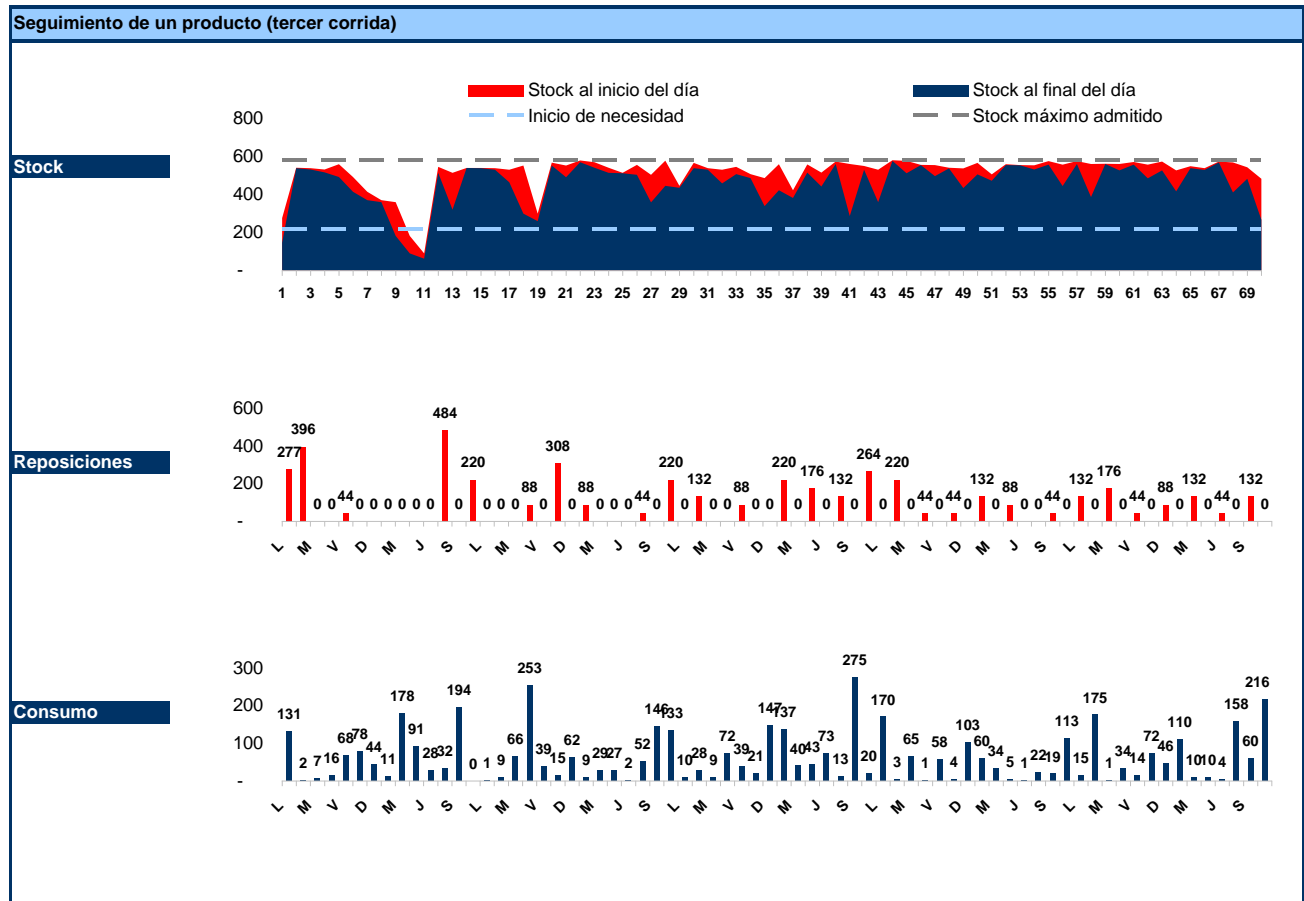 Seguimiento de un producto (tercer corrida)
Stock al inicio del día
Stock al final del día
Inicio de necesidad
Stock máximo admitido
Stock
800
600
400
200
-
1 3 5 7 9 11 13 15 17 19 21 23 25 27 29 31 33 35 37 39 41 43 45 47 49 51 53 55 57 59 61 63 65 67 69
Reposiciones
600
400
200
-
277 396 0 0 44 0 0 0 0 0 0 484 0 220 0 0 0 88 0 308 0 88 0 0 0 44 0 220 0 132 0 0 88 0 0 220 0 176 0 132 0 264 0 220 0 44 0 44 0 132 0 88 0 0 44 0 132 0 176 0 44 0 88 0 132 0 44 0 132 0
L M V D M J S L M V D M J S L M V D M J S L M V D M J S L M V D M J S
Consumo
300
200
100
-
131 2 7 16 68 78 44 11 178 91 28 32 194 0 1 9 66 253 39 15 62 9 29 27 2 52 146 133 10 28 9 72 39 21 147 137 40 43 73 13 275 20 170 3 65 1 58 4 103 60 34 5 1 22 19 113 15 175 1 34 14 72 46 110 10 10 4 158 60 216
L M V D M J S L M V D M J S L M V D M J S L M V D M J S L M V D M J S